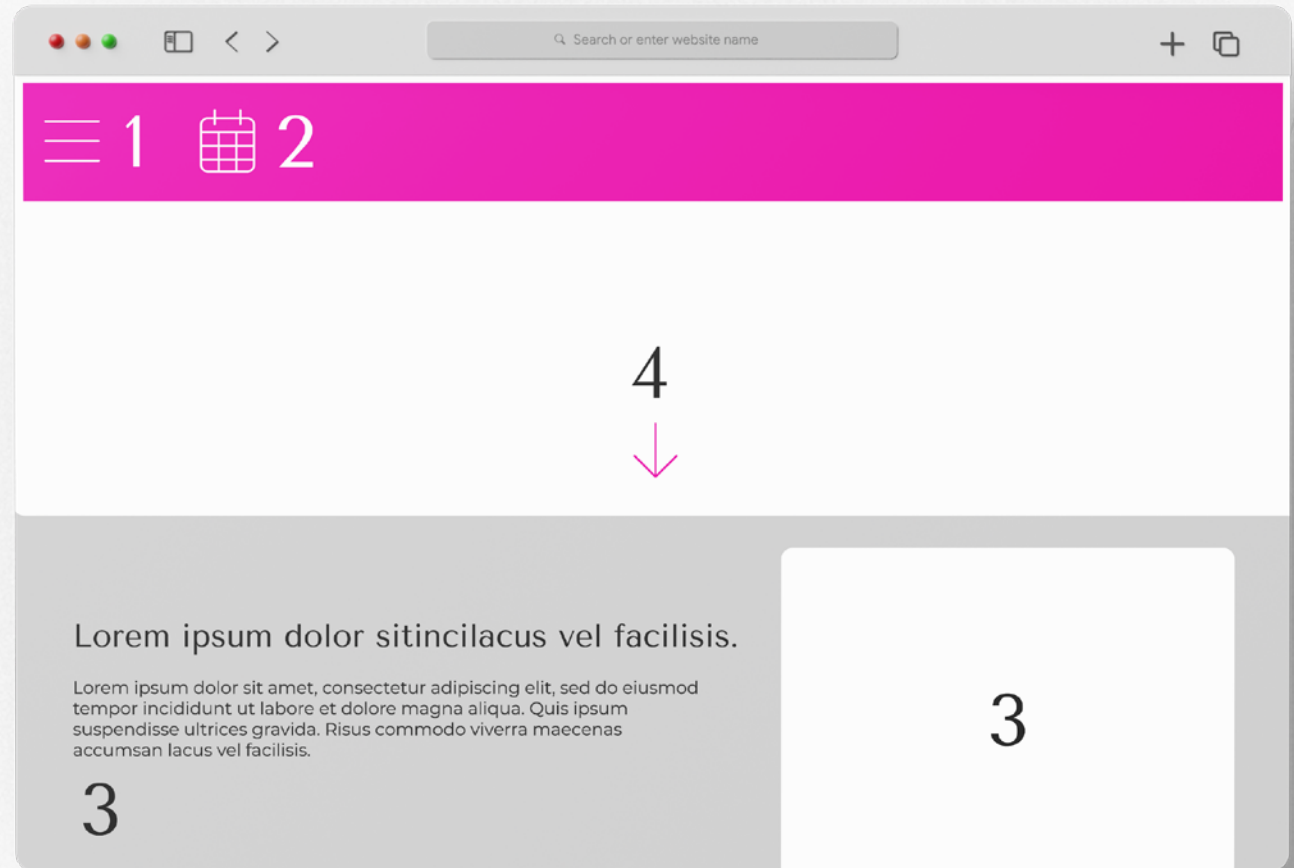 Search or enter website name
1 2
4
Lorem ipsum dolor sitincilacus vel facilisis.
Lorem ipsum dolor sit amet, consectetur adipiscing elit, sed do eiusmod
tempor incididunt ut labore et dolore magna aliqua. Quis ipsum
suspendisse ultrices gravida. Risus commodo viverra maecenas
accumsan lacus vel facilisis.
3
3